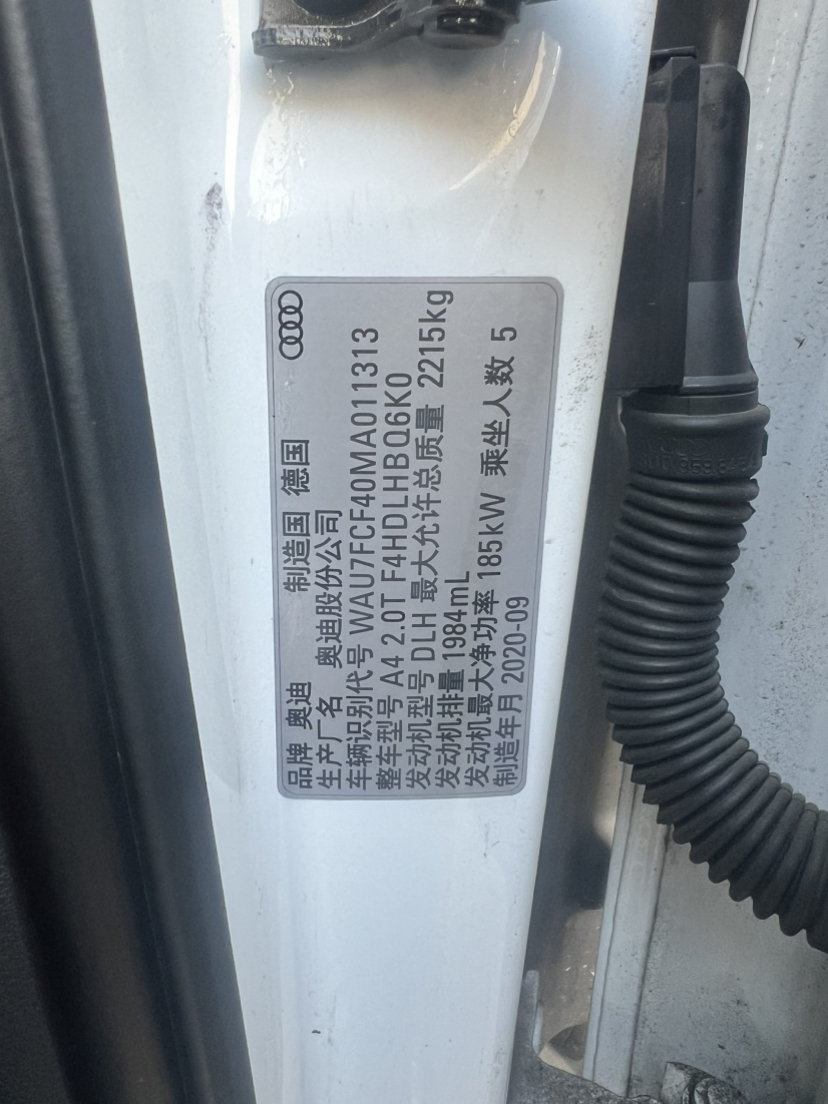 品牌 奥迪 制造国 德国
生产厂名 奥迪股份公司
车辆识别代号 WAU7FCF40MA011313
整车型号 A4 2.0T F4HDLHBQ6K0
发动机型号 DLH 最大允许总质量 2215kg
发动机排量 1984mL
发动机最大净功率 185kW 乘坐人数 5
制造年月 2020-09